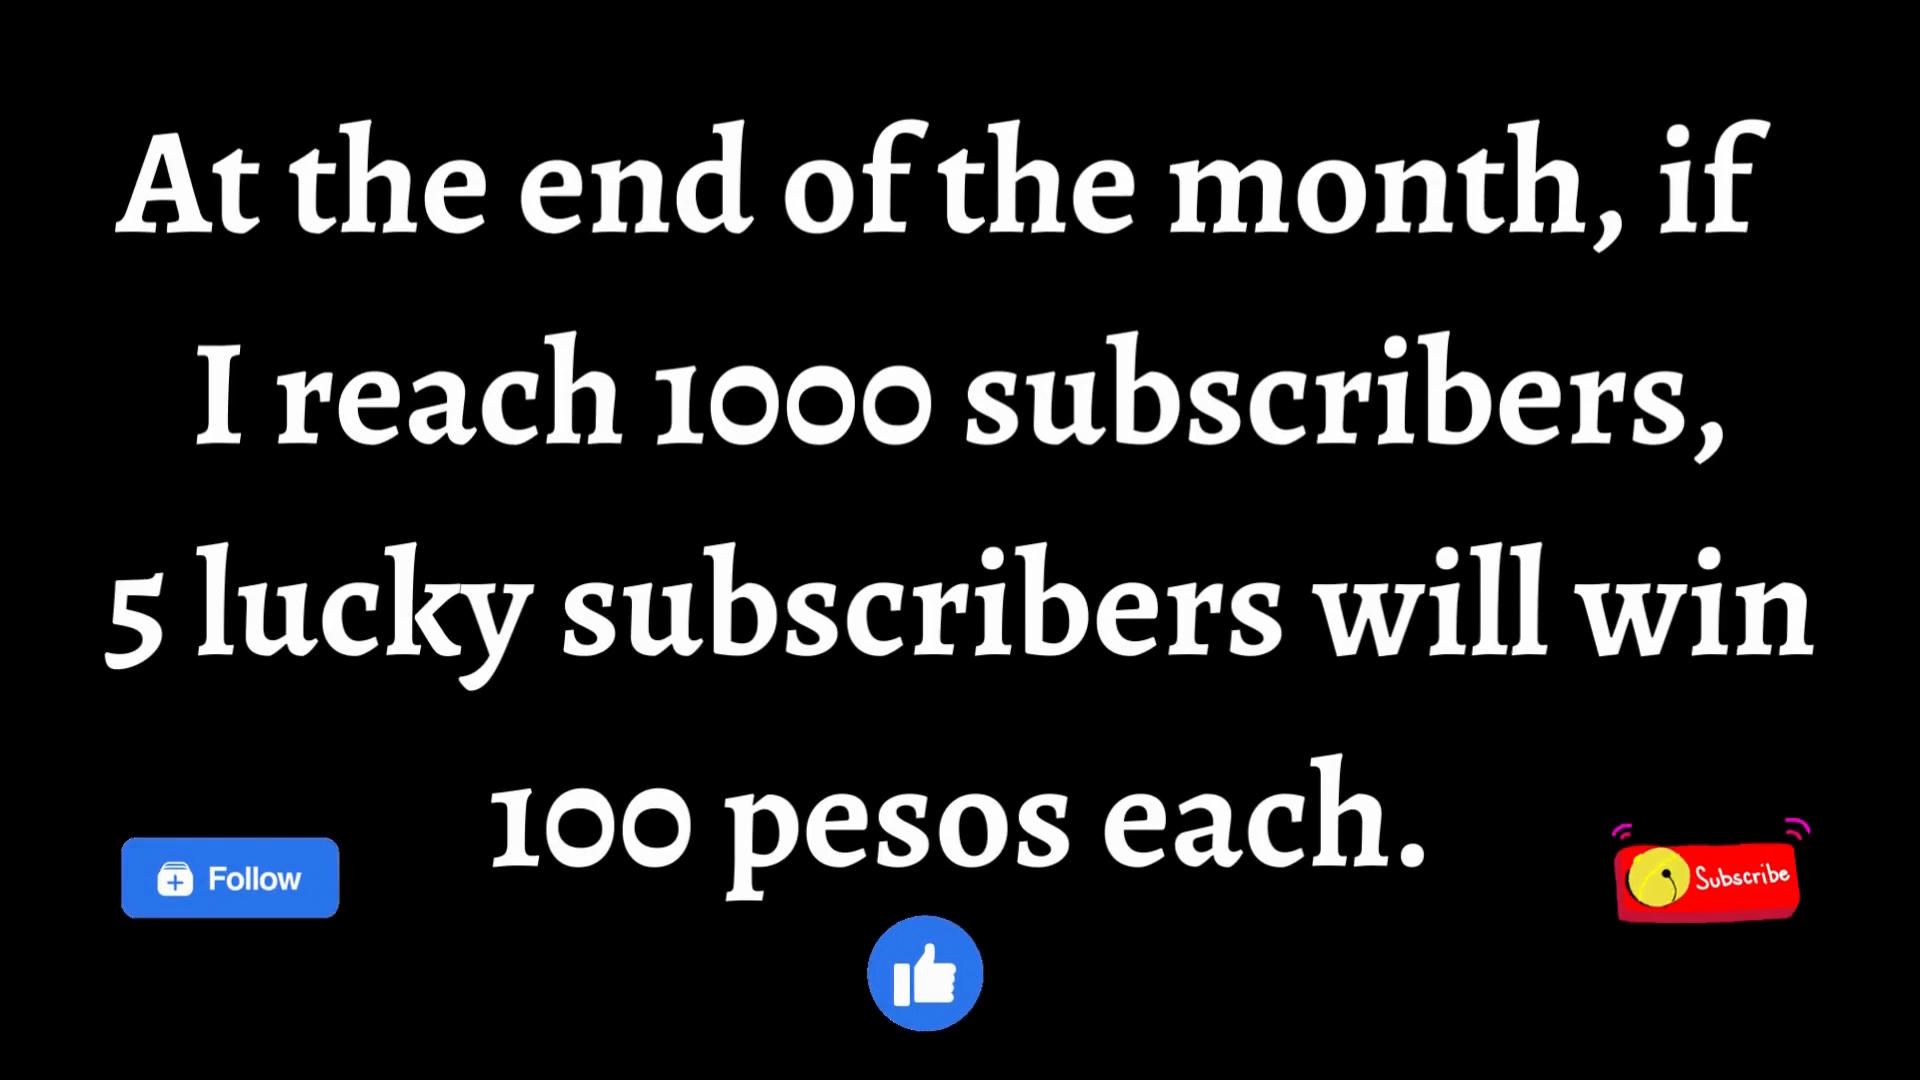 At the end of the month, if
I reach 1000 subscribers,
5 lucky subscribers will win
100 pesos each.
Follow
Subscribe